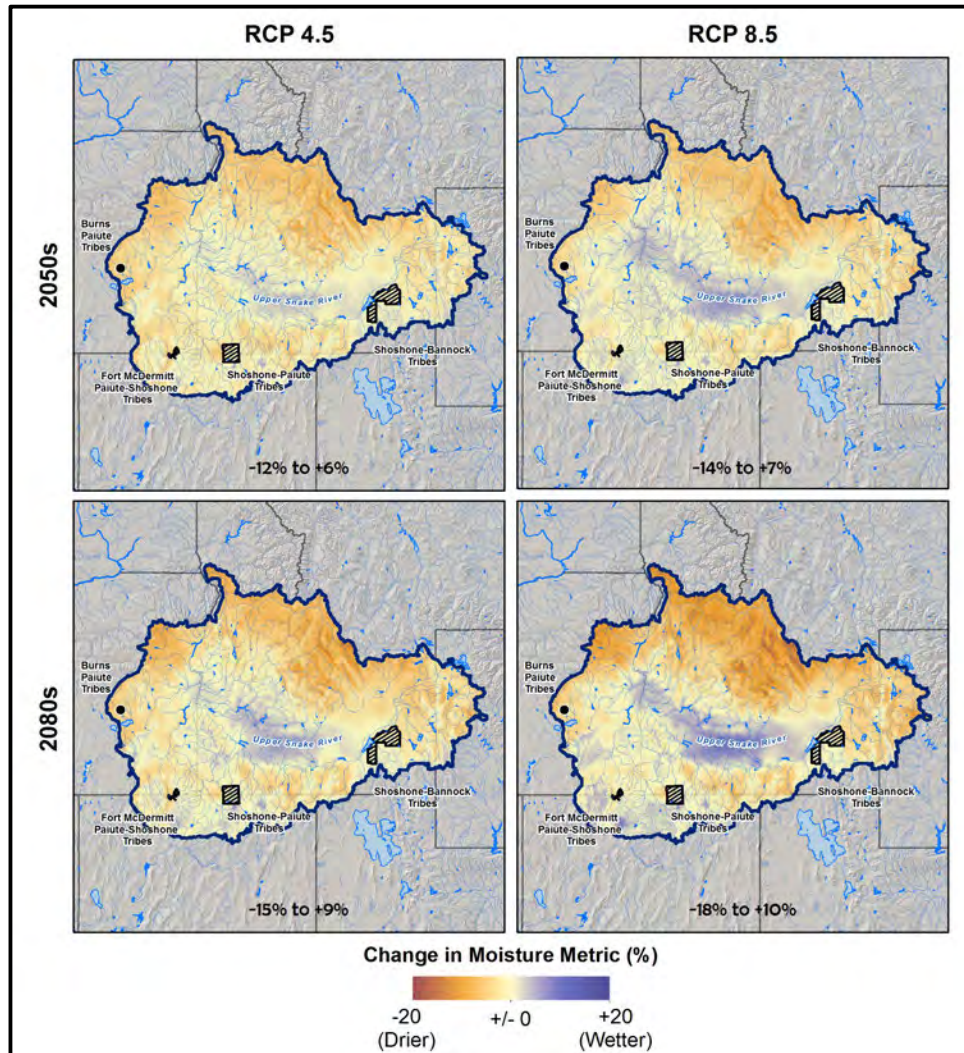 RCP 4.5
RCP 8.5
2050s
Burns
Paiute
Tribes
Upper Snake River
Fort McDermitt
Paiute-Shoshone
Tribes
Shoshone-Paiute
Tribes
Shoshone-Bannock
Tribes
-12% to +6%
Burns
Paiute
Tribes
Upper Snake River
Fort McDermitt
Paiute-Shoshone
Tribes
Shoshone-Paiute
Tribes
Shoshone-Bannock
Tribes
-14% to +7%
2080s
Burns
Paiute
Tribes
Upper Snake River
Fort McDermitt
Paiute-Shoshone
Tribes
Shoshone-Paiute
Tribes
Shoshone-Bannock
Tribes
-15% to +9%
Burns
Paiute
Tribes
Upper Snake River
Fort McDermitt
Paiute-Shoshone
Tribes
Shoshone-Paiute
Tribes
Shoshone-Bannock
Tribes
-18% to +10%
Change in Moisture Metric (%)
-20 +/- 0 +20
(Drier) (Wetter)